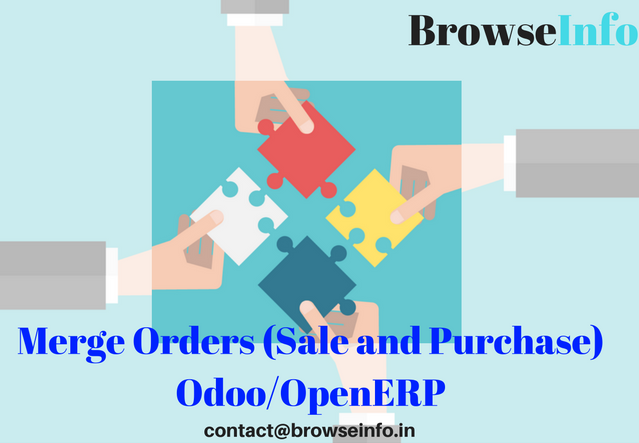 BrowseInfo
Merge Orders (Sale and Purchase)
Odoo/OpenERP
contact@browseinfo.in